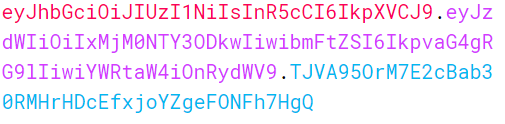 eyJhbGciOiJIUzI1NiIsInR5cCI6IkpXVCJ9.eyJz
dWIiOiIxMjM0NTY3ODkwIiwibmFtZSI6IkpvaG4gR
G9lIiwiYWRtaW4iOnRydWV9.TJVA95OrM7E2cBab3
0RMHrHDcEfxjoYZgeFONFh7HgQ